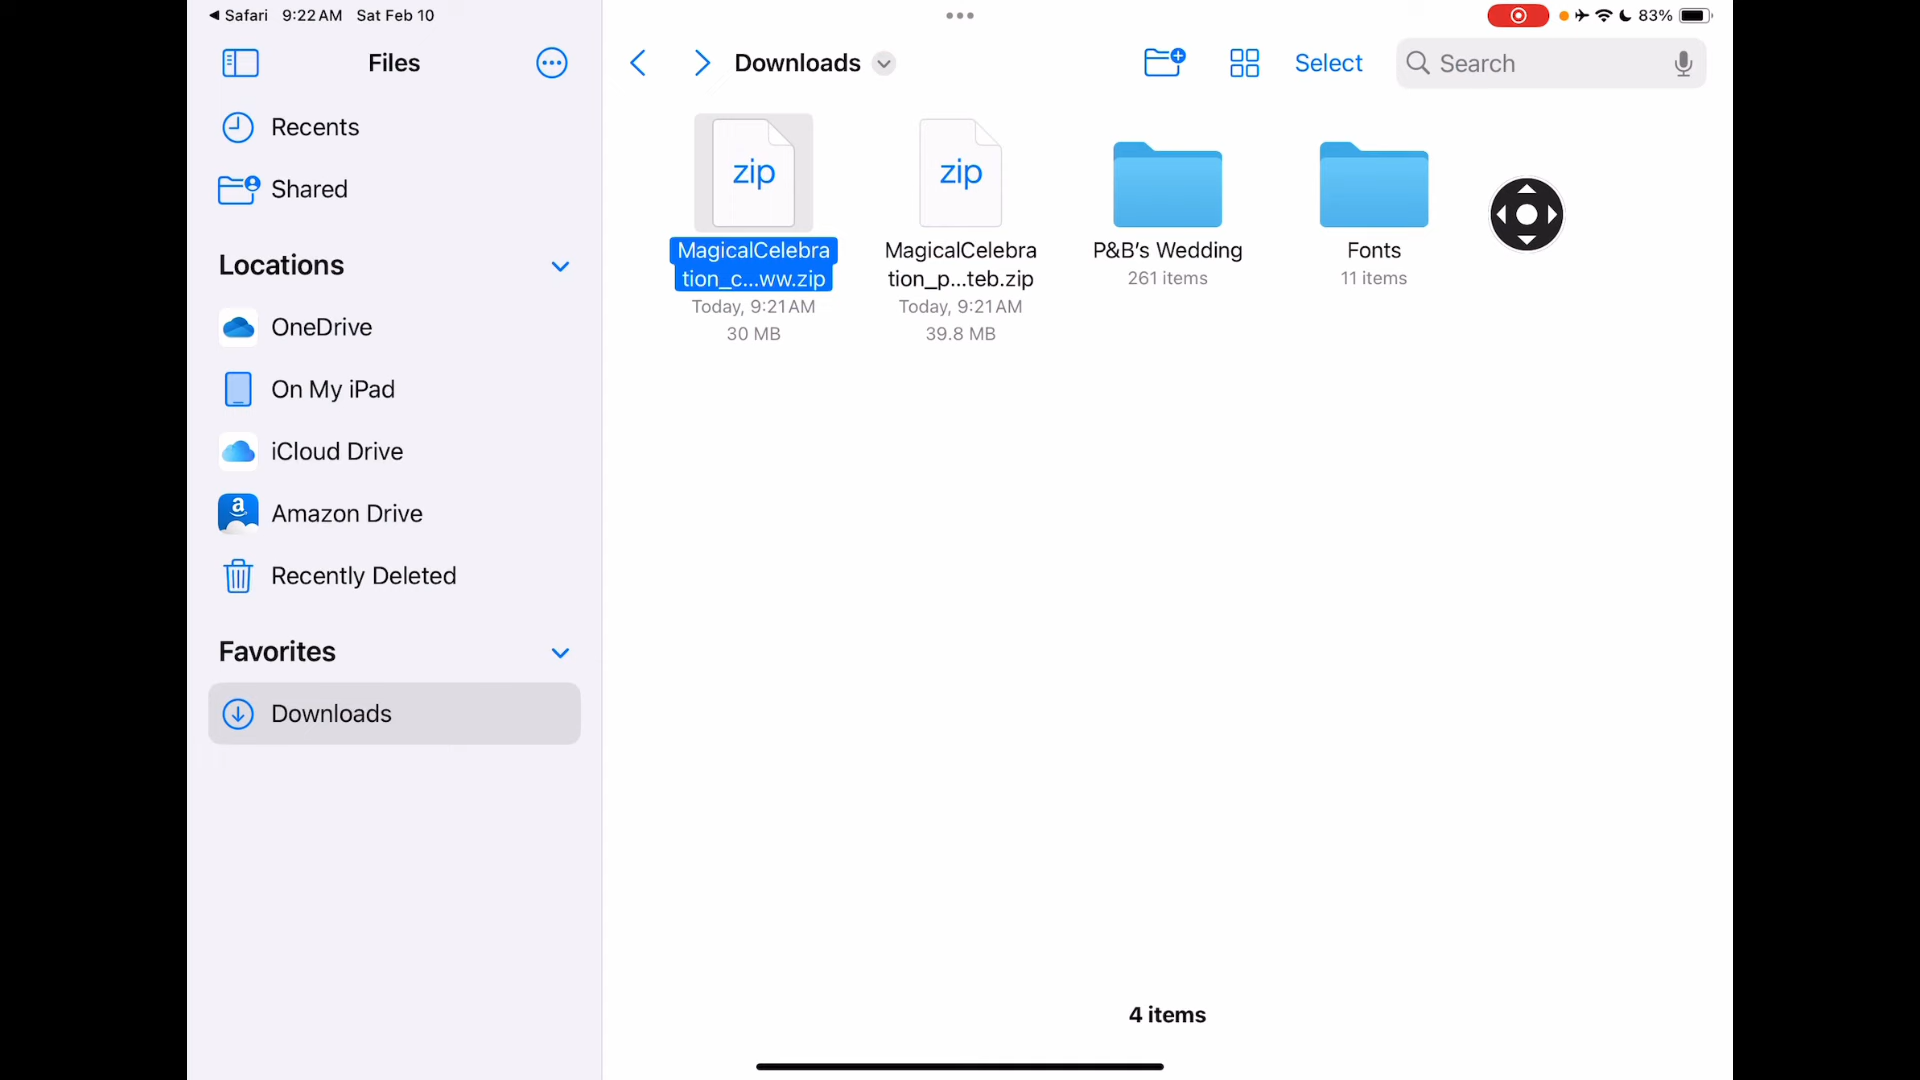 Safari 9:22 AM Sat Feb 10
83%
Files
Recents
Shared
Locations
OneDrive
On My iPad
iCloud Drive
a
Amazon Drive
Recently Deleted
Favorites
Downloads
Downloads
Select
Search
zip
MagicalCelebra
tion_c...ww.zip
Today, 9:21 AM
30 MB
zip
MagicalCelebra
tion_p...teb.zip
Today, 9:21 AM
39.8 MB
P&B’s Wedding
261 items
Fonts
11 items
4 items